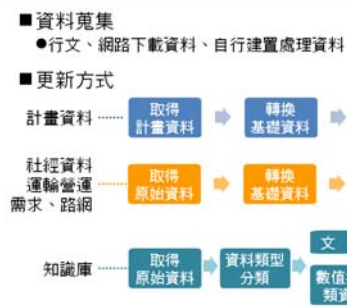 ■資料蒐集
●行文、網路下載資料、自行建置處理資料
■更新方式
計畫資料
取得
計畫資料
轉換
基礎資料
社經資料
運輸營運
需求、路網
取得
原始資料
轉換
基礎資料
知識庫
取得
原始資料
資料類型
分類
文
數值
類資